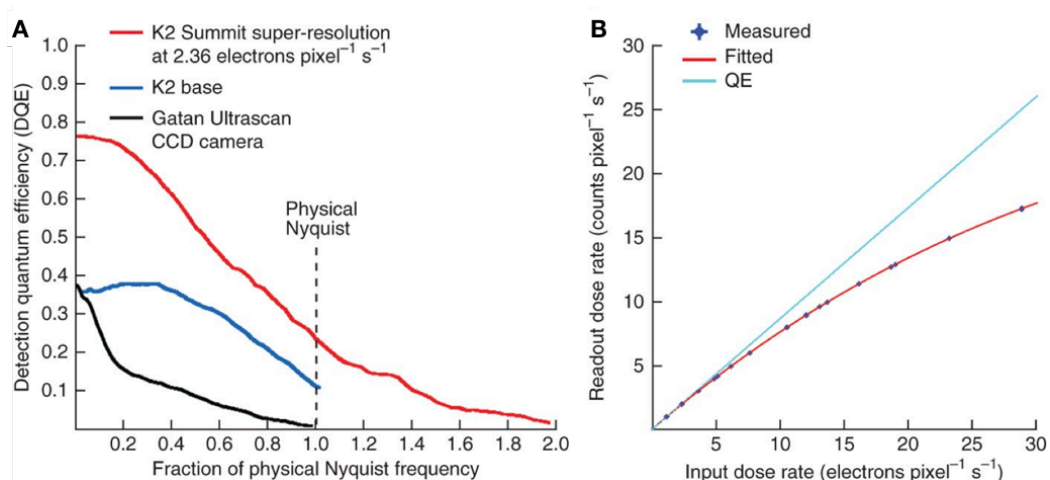 A
K2 Summit super-resolution
at 2.36 electrons pixel⁻¹ s⁻¹
K2 base
Gatan Ultrascan
CCD camera
Physical
Nyquist
Detection quantum efficiency (DQE)
1.0
0.9
0.8
0.7
0.6
0.5
0.4
0.3
0.2
0.1
0.2 0.4 0.6 0.8 1.0 1.2 1.4 1.6 1.8 2.0
Fraction of physical Nyquist frequency
B
Measured
Fitted
QE
Readout dose rate (counts pixel⁻¹ s⁻¹)
30
25
20
15
10
5
5 10 15 20 25 30
Input dose rate (electrons pixel⁻¹ s⁻¹)